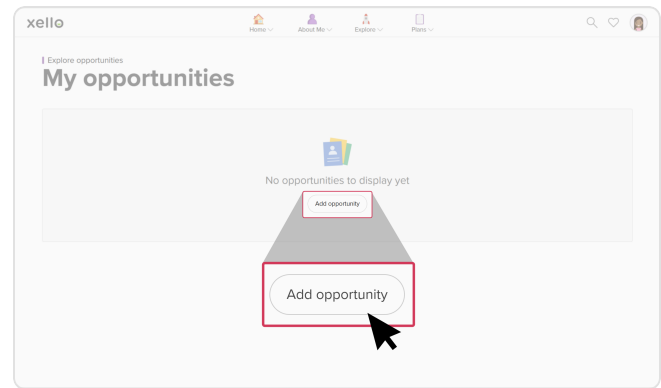 xello
Home
About Me
Explore
Plans
Explore opportunities
My opportunities
No opportunities to display yet
Add opportunity
Add opportunity